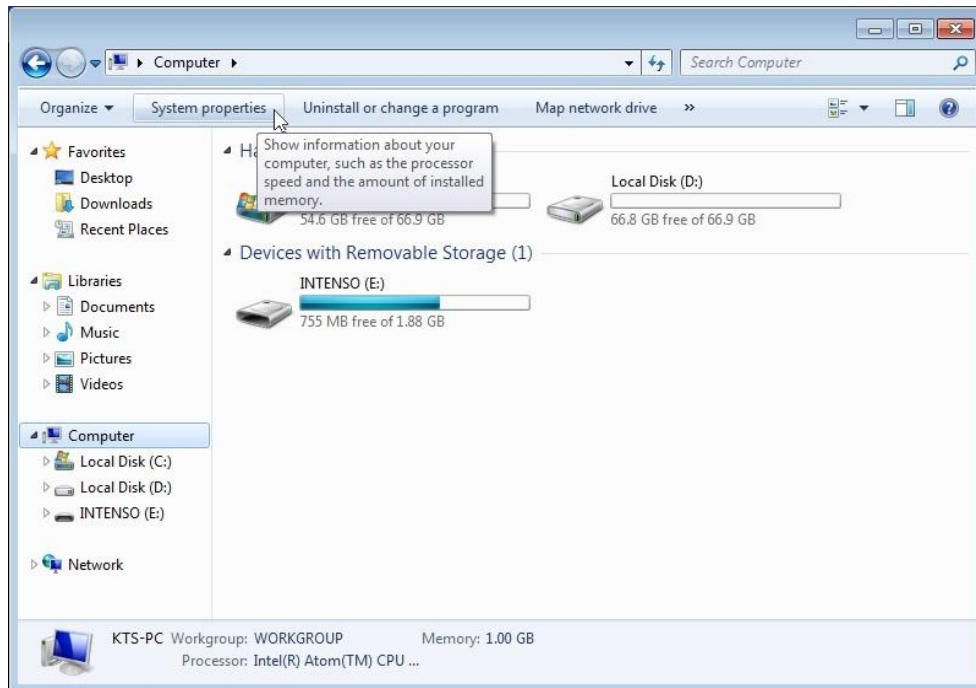 Computer
Search Computer
Organize
System properties
Uninstall or change a program
Map network drive
»
Favorites
Desktop
Downloads
Recent Places
Libraries
Documents
Music
Pictures
Videos
Computer
Local Disk (C:)
Local Disk (D:)
INTENSO (E:)
Network
Ha
Show information about your
computer, such as the processor
speed and the amount of installed
memory.
54.6 GB free of 66.9 GB
Local Disk (D:)
66.8 GB free of 66.9 GB
Devices with Removable Storage (1)
INTENSO (E:)
755 MB free of 1.88 GB
KTS-PC Workgroup: WORKGROUP Memory: 1.00 GB
Processor: Intel(R) Atom(TM) CPU ...